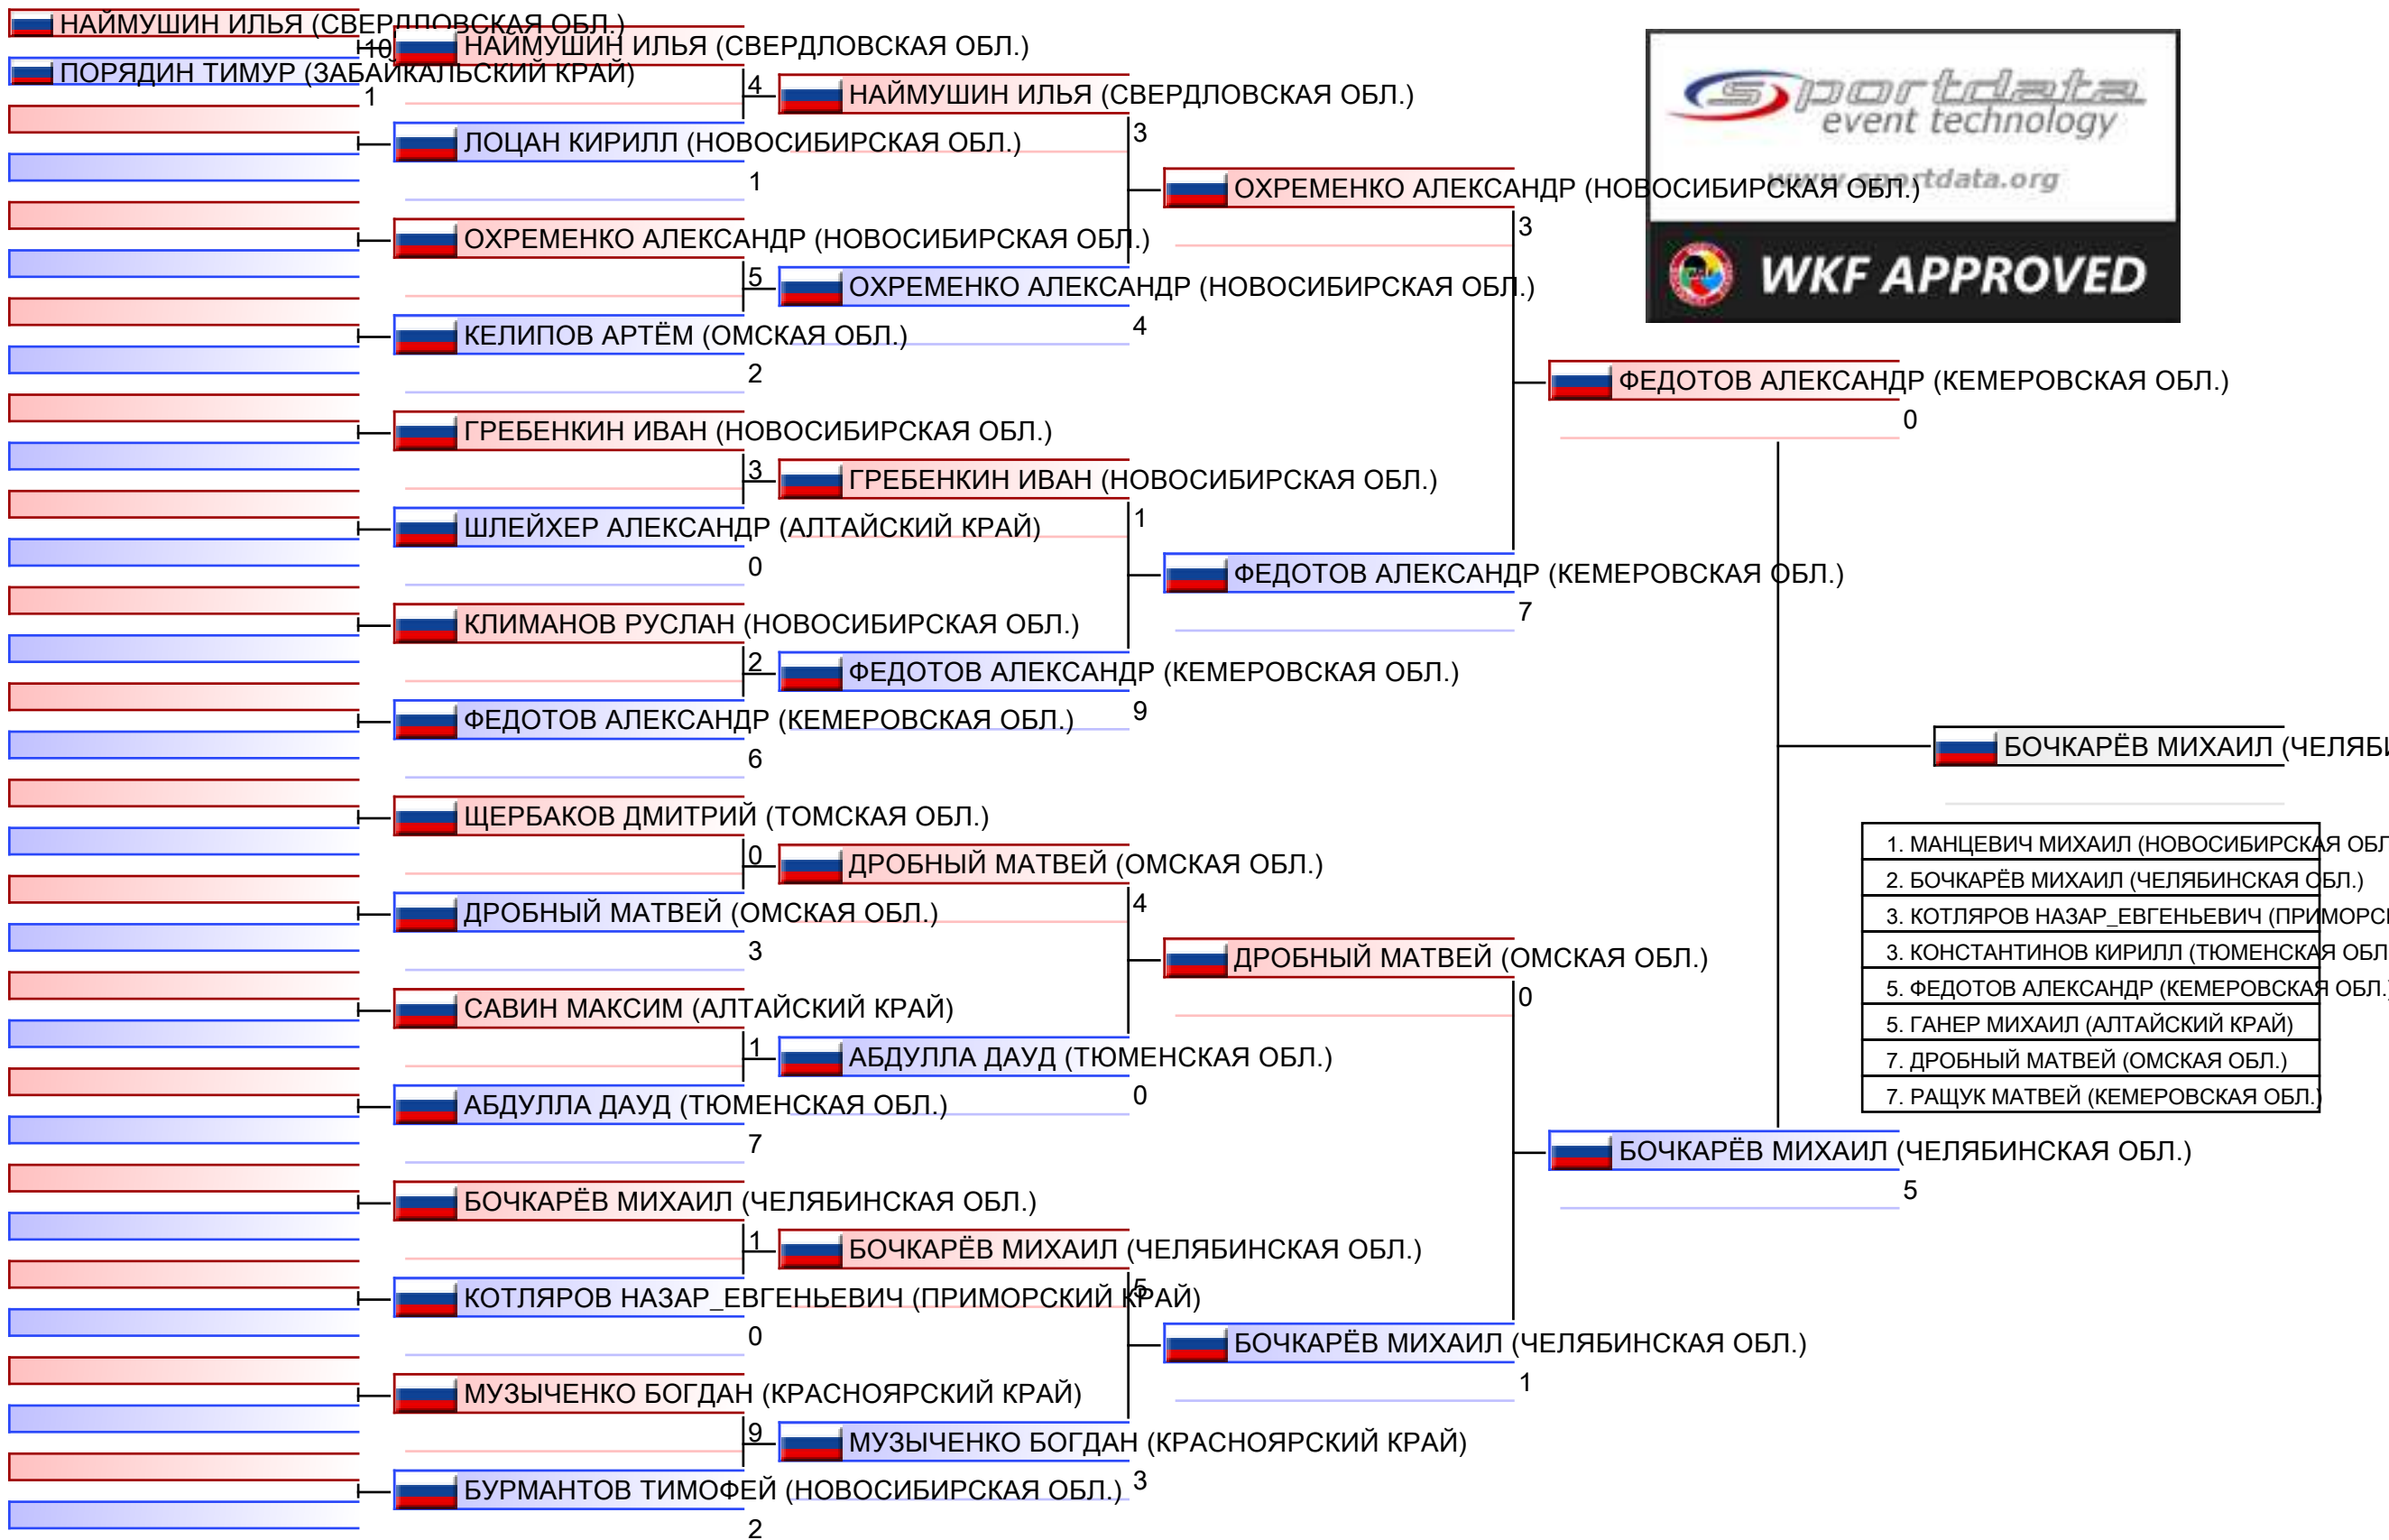 НАЙМУШИН ИЛЬЯ (СВЕРДЛОВСКАЯ ОБЛ.)
10
ПОРЯДИН ТИМУР (ЗАБАЙКАЛЬСКИЙ КРАЙ)
1
НАЙМУШИН ИЛЬЯ (СВЕРДЛОВСКАЯ ОБЛ.)
4
ЛОЦАН КИРИЛЛ (НОВОСИБИРСКАЯ ОБЛ.)
1
ОХРЕМЕНКО АЛЕКСАНДР (НОВОСИБИРСКАЯ ОБЛ.)
5
КЕЛИПОВ АРТЁМ (ОМСКАЯ ОБЛ.)
2
ГРЕБЕНКИН ИВАН (НОВОСИБИРСКАЯ ОБЛ.)
3
ШЛЕЙХЕР АЛЕКСАНДР (АЛТАЙСКИЙ КРАЙ)
0
КЛИМАНОВ РУСЛАН (НОВОСИБИРСКАЯ ОБЛ.)
2
ФЕДОТОВ АЛЕКСАНДР (КЕМЕРОВСКАЯ ОБЛ.)
6
ЩЕРБАКОВ ДМИТРИЙ (ТОМСКАЯ ОБЛ.)
0
ДРОБНЫЙ МАТВЕЙ (ОМСКАЯ ОБЛ.)
3
САВИН МАКСИМ (АЛТАЙСКИЙ КРАЙ)
1
АБДУЛЛА ДАУД (ТЮМЕНСКАЯ ОБЛ.)
7
БОЧКАРЁВ МИХАИЛ (ЧЕЛЯБИНСКАЯ ОБЛ.)
1
КОТЛЯРОВ НАЗАР_ЕВГЕНЬЕВИЧ (ПРИМОРСКИЙ КРАЙ)
0
МУЗЫЧЕНКО БОГДАН (КРАСНОЯРСКИЙ КРАЙ)
9
БУРМАНТОВ ТИМОФЕЙ (НОВОСИБИРСКАЯ ОБЛ.)
2
НАЙМУШИН ИЛЬЯ (СВЕРДЛОВСКАЯ ОБЛ.)
3
ОХРЕМЕНКО АЛЕКСАНДР (НОВОСИБИРСКАЯ ОБЛ.)
4
ГРЕБЕНКИН ИВАН (НОВОСИБИРСКАЯ ОБЛ.)
1
ФЕДОТОВ АЛЕКСАНДР (КЕМЕРОВСКАЯ ОБЛ.)
9
ДРОБНЫЙ МАТВЕЙ (ОМСКАЯ ОБЛ.)
4
АБДУЛЛА ДАУД (ТЮМЕНСКАЯ ОБЛ.)
0
БОЧКАРЁВ МИХАИЛ (ЧЕЛЯБИНСКАЯ ОБЛ.)
5
МУЗЫЧЕНКО БОГДАН (КРАСНОЯРСКИЙ КРАЙ)
3
ОХРЕМЕНКО АЛЕКСАНДР (НОВОСИБИРСКАЯ ОБЛ.)
3
ФЕДОТОВ АЛЕКСАНДР (КЕМЕРОВСКАЯ ОБЛ.)
7
ДРОБНЫЙ МАТВЕЙ (ОМСКАЯ ОБЛ.)
0
БОЧКАРЁВ МИХАИЛ (ЧЕЛЯБИНСКАЯ ОБЛ.)
1
sportdata
event technology
www.sportdata.org
WKF APPROVED
ФЕДОТОВ АЛЕКСАНДР (КЕМЕРОВСКАЯ ОБЛ.)
0
БОЧКАРЁВ МИХАИЛ (ЧЕЛЯБИНСКАЯ ОБЛ.)
5
БОЧКАРЁВ МИХАИЛ (ЧЕЛЯБ
1. МАНЦЕВИЧ МИХАИЛ (НОВОСИБИРСКАЯ ОБЛ
2. БОЧКАРЁВ МИХАИЛ (ЧЕЛЯБИНСКАЯ ОБЛ.)
3. КОТЛЯРОВ НАЗАР_ЕВГЕНЬЕВИЧ (ПРИМОРС
3. КОНСТАНТИНОВ КИРИЛЛ (ТЮМЕНСКАЯ ОБЛ
5. ФЕДОТОВ АЛЕКСАНДР (КЕМЕРОВСКАЯ ОБЛ.)
5. ГАНЕР МИХАИЛ (АЛТАЙСКИЙ КРАЙ)
7. ДРОБНЫЙ МАТВЕЙ (ОМСКАЯ ОБЛ.)
7. РАЩУК МАТВЕЙ (КЕМЕРОВСКАЯ ОБЛ.)